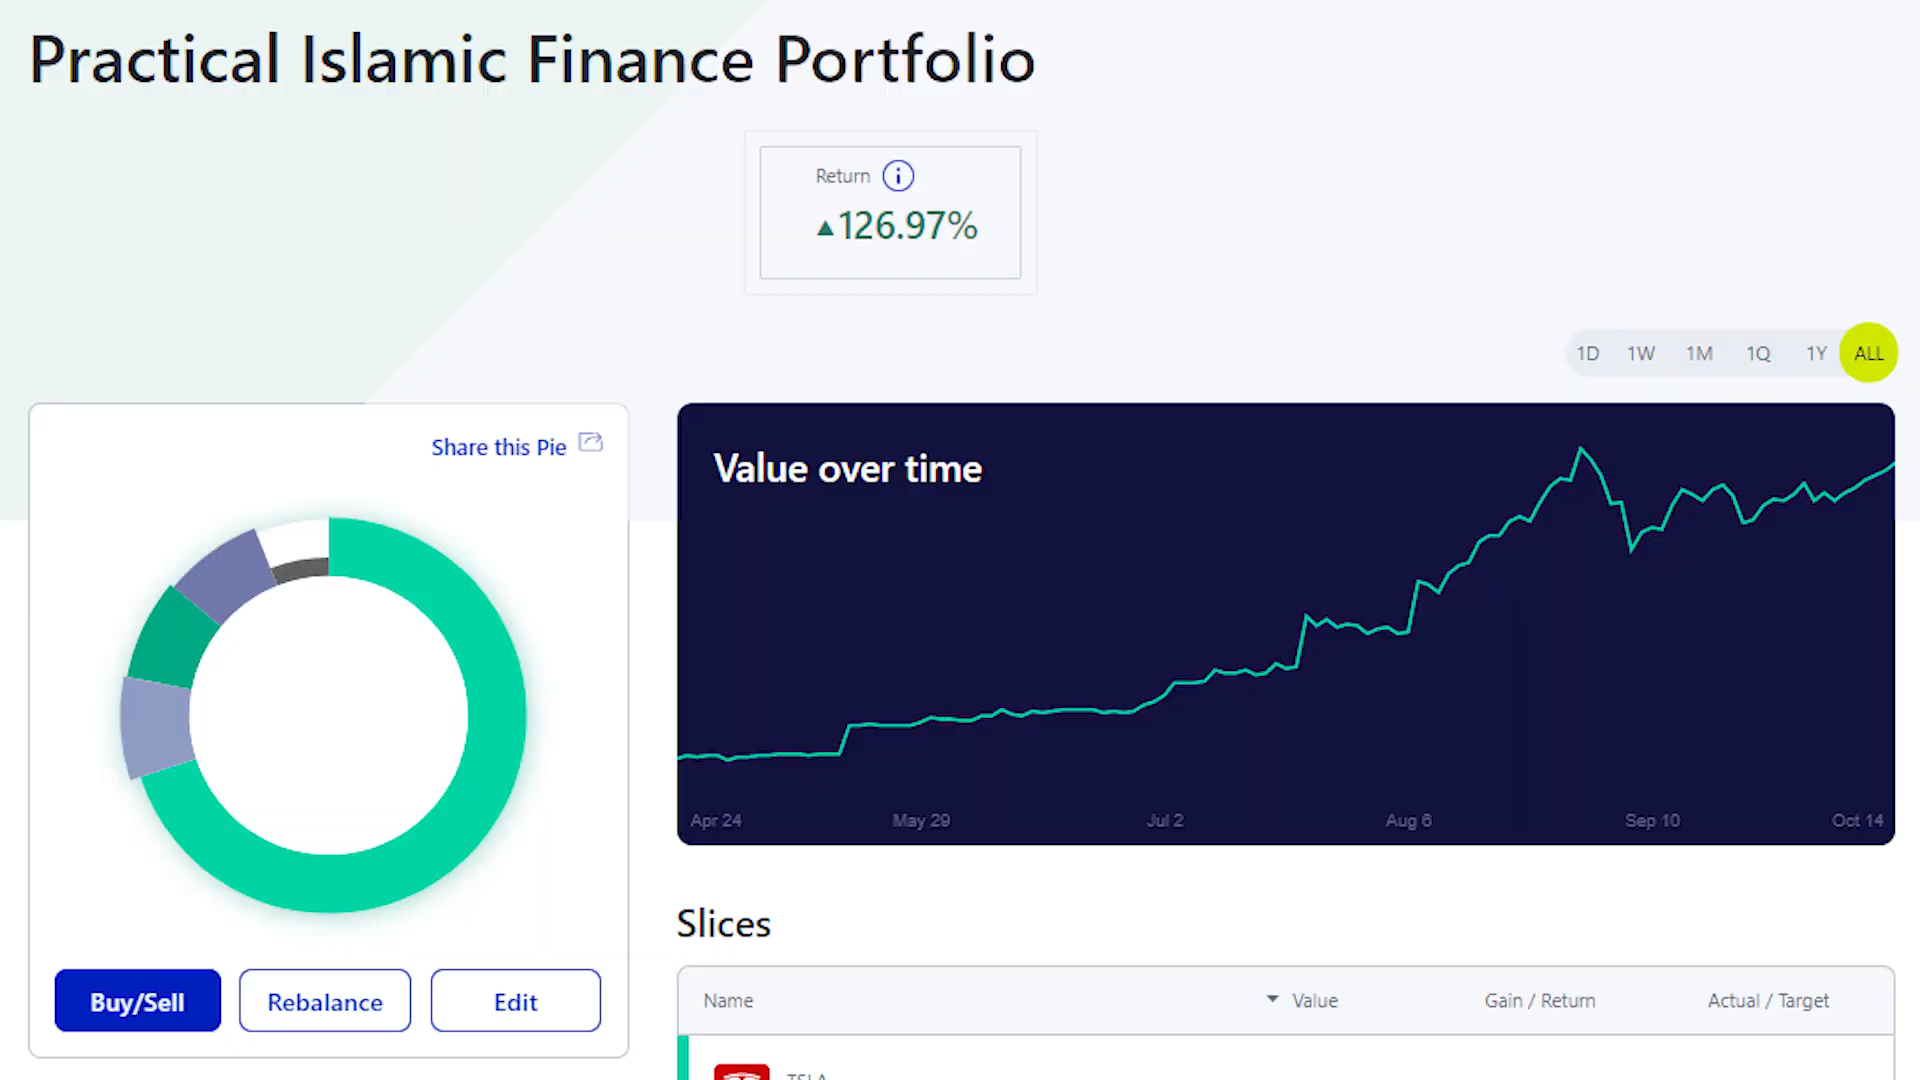 Practical Islamic Finance Portfolio
Return
▲126.97%
1D 1W 1M 1Q 1Y ALL
Share this Pie
Value over time
Apr 24 May 29 Jul 2 Aug 6 Sep 10 Oct 14
Buy/Sell Rebalance Edit
Slices
Name Value Gain / Return Actual / Target
TSLA